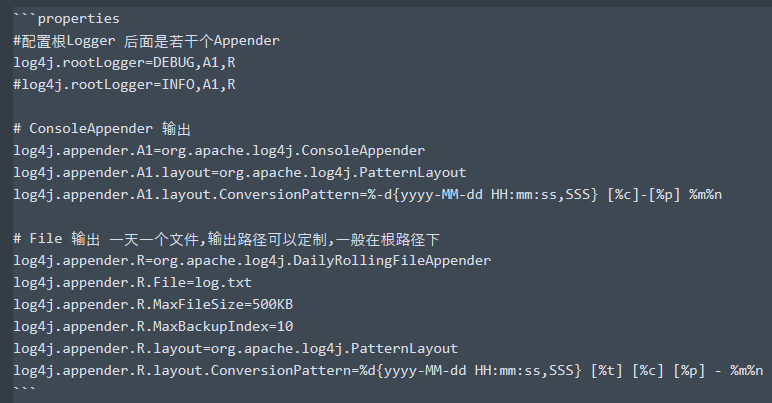 ```properties
#配置根Logger 后面是若干个Appender
log4j.rootLogger=DEBUG,A1,R
#log4j.rootLogger=INFO,A1,R
# ConsoleAppender 输出
log4j.appender.A1=org.apache.log4j.ConsoleAppender
log4j.appender.A1.layout=org.apache.log4j.PatternLayout
log4j.appender.A1.layout.ConversionPattern=%-d{yyyy-MM-dd HH:mm:ss,SSS} [%c]-[%p] %m%n
# File 输出 一天一个文件,输出路径可以定制,一般在根路径下
log4j.appender.R=org.apache.log4j.DailyRollingFileAppender
log4j.appender.R.File=log.txt
log4j.appender.R.MaxFileSize=500KB
log4j.appender.R.MaxBackupIndex=10
log4j.appender.R.layout=org.apache.log4j.PatternLayout
log4j.appender.R.layout.ConversionPattern=%d{yyyy-MM-dd HH:mm:ss,SSS} [%t] [%c] [%p] - %m%n
```